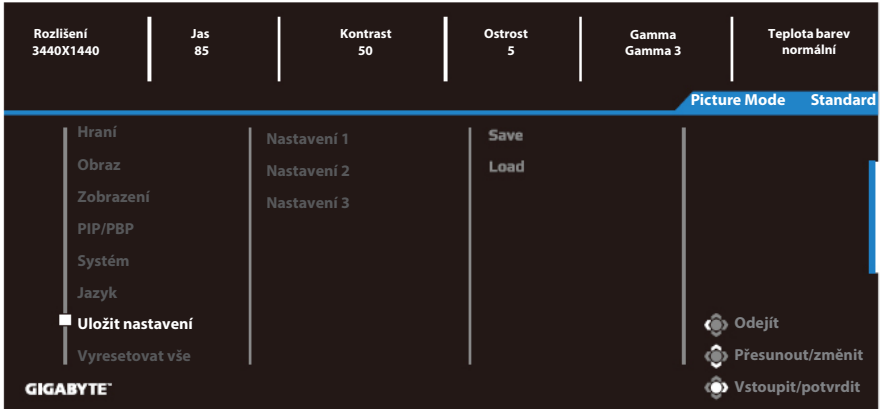 Rozlišení
3440X1440
Jas
85
Kontrast
50
Ostrost
5
Gamma
Gamma 3
Teplota barev
normální
Picture Mode Standard
Hraní
Obraz
Zobrazení
PIP/PBP
Systém
Jazyk
Uložit nastavení
Vyresetovat vše
Nastavení 1
Nastavení 2
Nastavení 3
Save
Load
Odejít
Přesunout/změnit
Vstoupit/potvrdit
GIGABYTE™